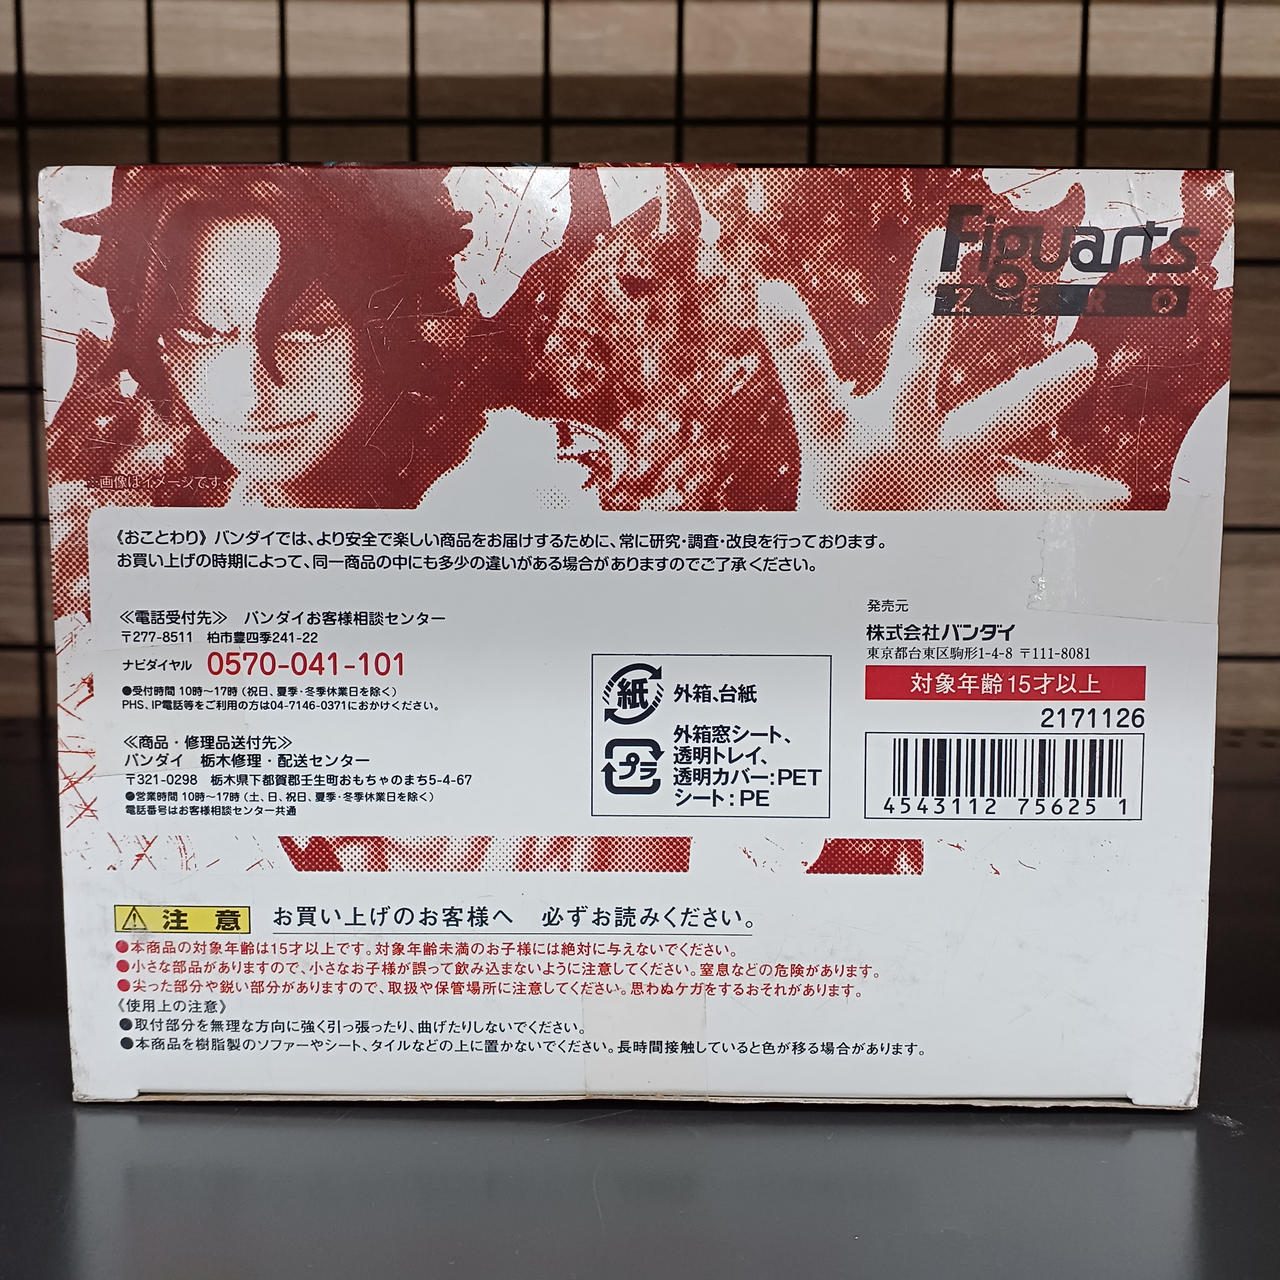 Figuarts
ZERO
※画像はイメージです。
《おことわり》バンダイでは、より安全で楽しい商品をお届けするために、常に研究・調査・改良を行っております。
お買い上げの時期によって、同一商品の中にも多少の違いがある場合がありますのでご了承ください。
≪電話受付先≫ バンダイお客様相談センター
〒277-8511 柏市豊四季241-22
ナビダイヤル 0570-041-101
●受付時間 10時〜17時(祝日、夏季・冬季休業日を除く)
PHS、IP電話等をご利用の方は04-7146-0371におかけください。
≪商品・修理品送付先≫
バンダイ 栃木修理・配送センター
〒321-0298 栃木県下都賀郡壬生町おもちゃのまち5-4-67
●営業時間 10時〜17時(土、日、祝日、夏季・冬季休業日を除く)
電話番号はお客様相談センター共通
紙 外箱、台紙
プラ 外箱窓シート、
透明トレイ、
透明カバー:PET
シート:PE
発売元
株式会社バンダイ
東京都台東区駒形1-4-8 〒111-8081
対象年齢15才以上
2171126
4543112 75625 1
注意 お買い上げのお客様へ 必ずお読みください。
●本商品の対象年齢は15才以上です。対象年齢未満のお子様には絶対に与えないでください。
●小さな部品がありますので、小さなお子様が誤って飲み込まないように注意してください。窒息などの危険があります。
●尖った部分や鋭い部分がありますので、取扱や保管場所に注意してください。思わぬケガをするおそれがあります。
《使用上の注意》
●取付部分を無理な方向に強く引っ張ったり、曲げたりしないでください。
●本商品を樹脂製のソファーやシート、タイルなどの上に置かないでください。長時間接触していると色が移る場合があります。